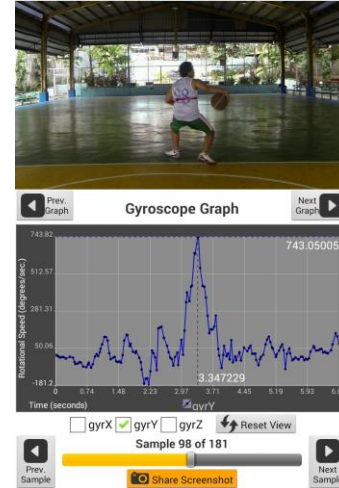 Prev.
Graph
Gyroscope Graph
Next
Graph
743.82
743.05005
512.57
281.31
50.06
-181.2
Rotational Speed (degrees/sec.)
3.347229
0 0.74 1.48 2.23 2.97 3.71 4.45 5.19 5.93 6.6
Time (seconds)
gyrY
gyrX gyrY gyrZ Reset View
Sample 98 of 181
Prev.
Sample
Next
Sample
Share Screenshot